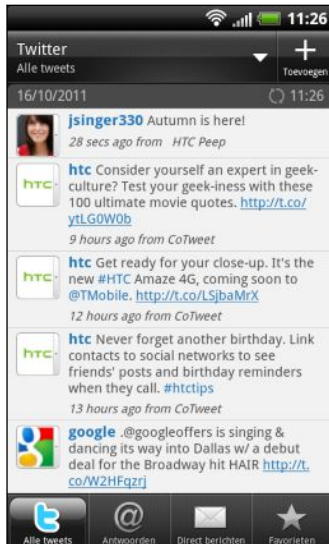 11:26
Twitter
Alle tweets
Toevoegen
16/10/2011
11:26
jsinger330 Autumn is here!
28 secs ago from HTC Peep
hTC
htc Consider yourself an expert in geek-
culture? Test your geek-iness with these
100 ultimate movie quotes. http://t.co/
ytLG0W0b
9 hours ago from CoTweet
hTC
htc Get ready for your close-up. It's the
new #HTC Amaze 4G, coming soon to
@TMobile. http://t.co/LSjbaMrX
12 hours ago from CoTweet
hTC
htc Never forget another birthday. Link
contacts to social networks to see
friends' posts and birthday reminders
when they call. #htctips
13 hours ago from CoTweet
google .@googleoffers is singing &
dancing its way into Dallas w/ a debut
deal for the Broadway hit HAIR http://t.
co/W2HFqzrj
Alle tweets
Antwoorden
Direct berichten
Favorieten